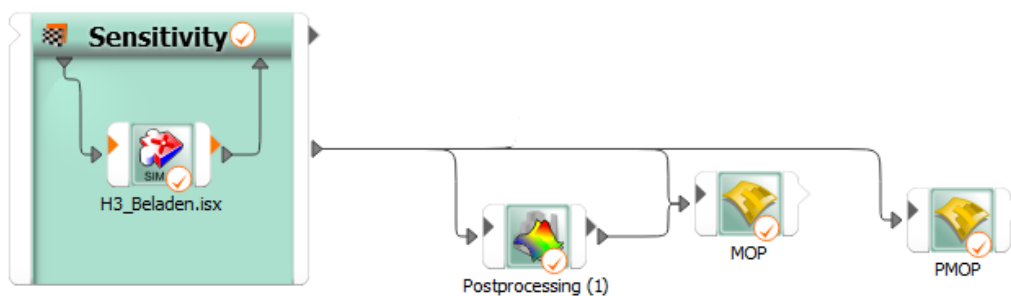 Sensitivity
SIM
H3_Beladen.isx
Postprocessing (1)
MOP
PMOP